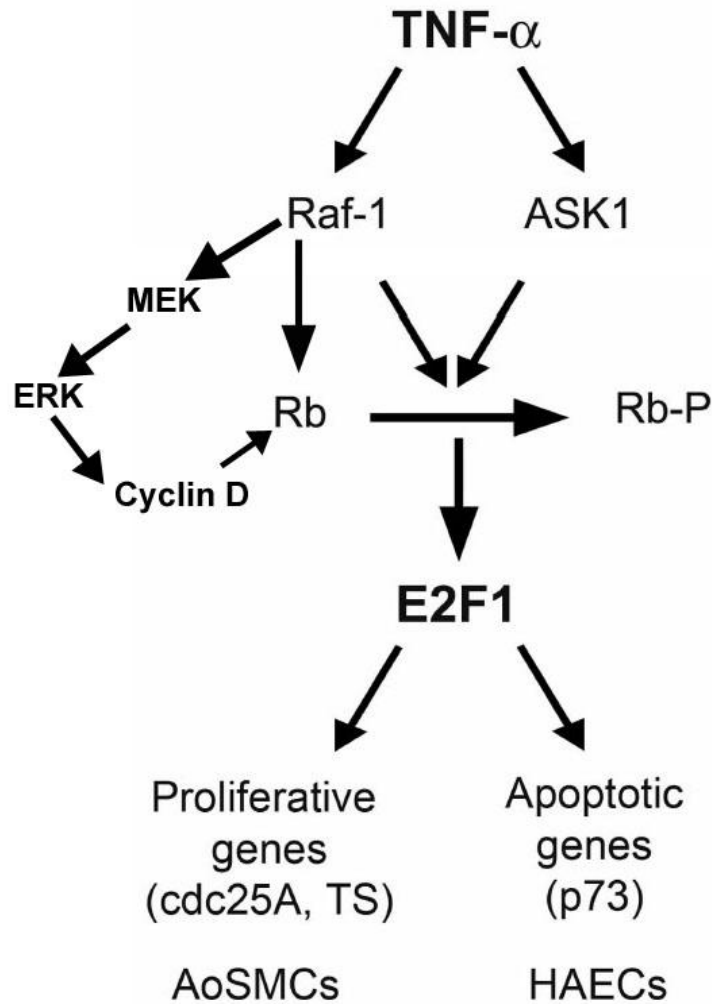 TNF-α
Raf-1
ASK1
MEK
ERK
Rb
Rb-P
Cyclin D
E2F1
Proliferative
genes
(cdc25A, TS)
Apoptotic
genes
(p73)
AoSMCs
HAECs